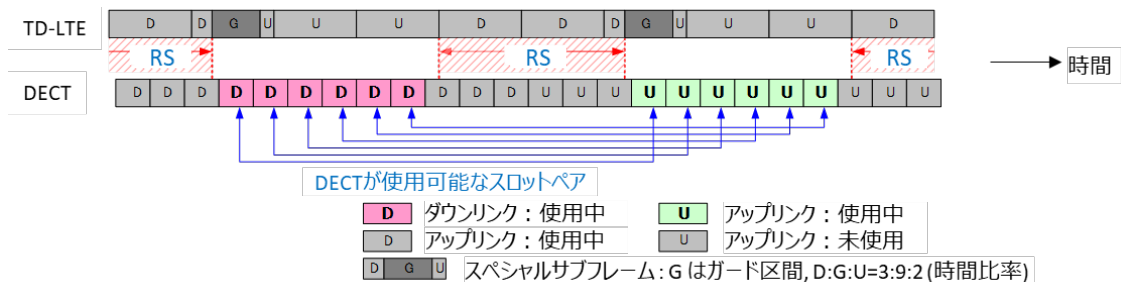 TD-LTE D D G U U U D D D G U U U D
RS RS RS
時間
DECT D D D D D D D D D D D D U U U U U U U U U U U U
DECTが使用可能なスロットペア
D ダウンリンク：使用中 U アップリンク：使用中
D アップリンク：使用中 U アップリンク：未使用
D G U スペシャルサブフレーム：G はガード区間, D:G:U=3:9:2 (時間比率)